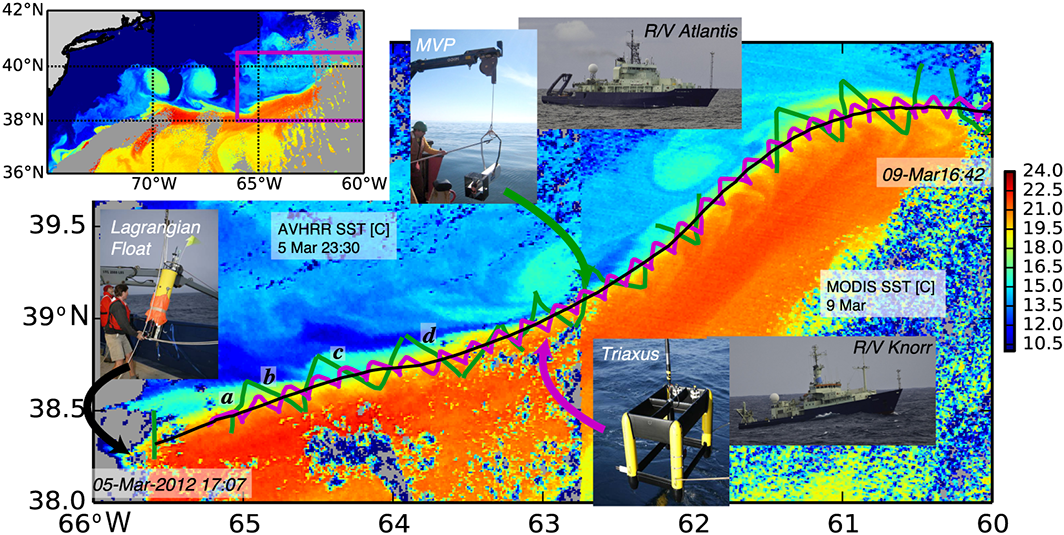 42°N
40°N
38°N
36°N
70°W
65°W
60°W
MVP
R/V Atlantis
09-Mar16:42
24.0
22.5
21.0
19.5
18.0
16.5
15.0
13.5
12.0
10.5
39.5
39°N
38.5
38.0
Lagrangian
Float
AVHRR SST [C]
5 Mar 23:30
MODIS SST [C]
9 Mar
a
b
c
d
Triaxus
R/V Knorr
05-Mar-2012 17:07
66°W
65
64
63
62
61
60